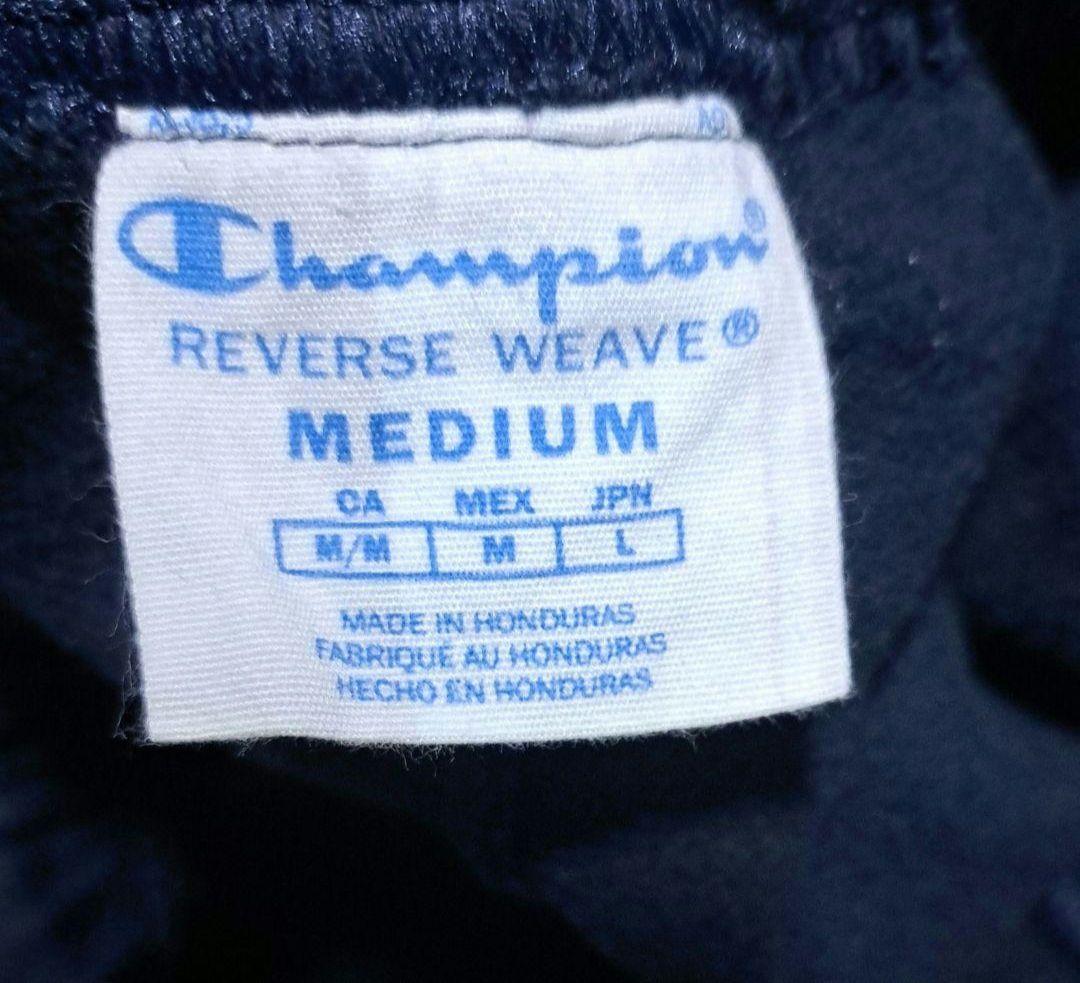 Champion®
REVERSE WEAVE®
MEDIUM
CA MEX JPN
M/M M L
MADE IN HONDURAS
FABRIQUÉ AU HONDURAS
HECHO EN HONDURAS